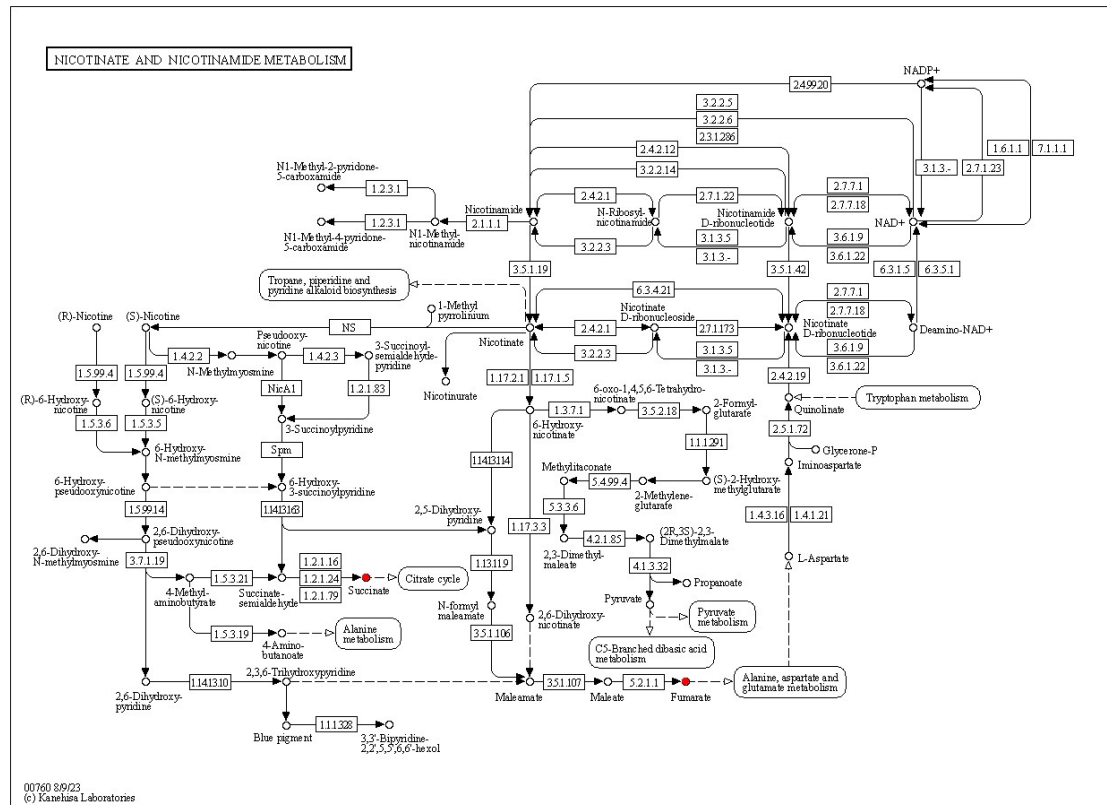 NICOTINATE AND NICOTINAMIDE METABOLISM
NADP+
2.4.99.20
3.2.2.5
3.2.2.6
2.3.1.286
1.6.1.1
7.1.1.1
2.4.2.12
3.1.3.-
2.7.1.23
3.2.2.14
N1-Methyl-2-pyridone-
5-carboxamide
1.2.3.1
2.4.2.1
2.7.1.22
2.7.7.1
2.7.7.18
Nicotinamide
N-Ribosyl-
nicotinamide
Nicotinamide
D-ribonucleotide
NAD+
1.2.3.1
2.1.1.1
N1-Methyl-4-pyridone-
5-carboxamide
N1-Methyl-
nicotinamide
3.2.2.3
3.1.3.5
3.1.3.-
3.6.1.9
3.6.1.22
3.5.1.19
3.5.1.42
6.3.1.5
6.3.5.1
Tropane, piperidine and
pyridine alkaloid biosynthesis
6.3.4.21
2.7.7.1
2.7.7.18
1-Methyl
pyrrolinium
Nicotinate
D-ribonucleoside
(R)-Nicotine
(S)-Nicotine
NS
2.4.2.1
2.7.1.173
Nicotinate
Nicotinate
D-ribonucleotide
Deamino-NAD+
Pseudooxy-
nicotine
3-Succinoyl-
semialdehyde-
pyridine
1.4.2.2
1.4.2.3
N-Methylmyosmine
3.2.2.3
3.1.3.5
3.1.3.-
3.6.1.9
3.6.1.22
1.5.99.4
1.5.99.4
NicA1
1.2.1.83
Nicotinurate
1.17.2.1
1.17.1.5
2.4.2.19
(R)-6-Hydroxy-
nicotine
(S)-6-Hydroxy-
nicotine
6-oxo-1,4,5,6-Tetrahydro-
nicotinate
2-Formyl-
glutarate
Quinolinate
Tryptophan metabolism
1.5.3.6
1.5.3.5
3-Succinoylpyridine
1.3.7.1
3.5.2.18
6-Hydroxy-
nicotinate
2.5.1.72
6-Hydroxy-
N-methylmyosmine
Spm
1.1.1.291
Glycerone-P
1.14.13.114
Iminoaspartate
Methylitaconate
6-Hydroxy-
pseudooxynicotine
6-Hydroxy-
3-succinoylpyridine
5.4.99.4
2-Methylene-
glutarate
(S)-2-Hydroxy-
methylglutarate
1.5.99.14
1.14.13.163
2,5-Dihydroxy-
pyridine
5.3.3.6
1.4.3.16
1.4.1.21
1.17.3.3
2,6-Dihydroxy-
pseudooxynicotine
2,6-Dihydroxy-
N-methylmyosmine
4.2.1.85
(2R,3S)-2,3-
Dimethylmalate
2,3-Dimethyl-
maleate
3.7.1.19
1.2.1.16
1.2.1.24
1.2.1.79
1.13.11.9
4.1.3.32
L-Aspartate
1.5.3.21
4-Methyl-
aminobutyrate
Succinate-
semialdehyde
Succinate
Citrate cycle
Propanoate
Pyruvate
N-formyl
maleamate
2,6-Dihydroxy-
nicotinate
Pyruvate
metabolism
1.5.3.19
4-Amino-
butanoate
Alanine
metabolism
3.5.1.106
C5-Branched dibasic acid
metabolism
2,3,6-Trihydroxypyridine
1.14.13.10
2,6-Dihydroxy-
pyridine
Maleamate
3.5.1.107
Maleate
5.2.1.1
Fumarate
Alanine, aspartate and
glutamate metabolism
1.1.1.328
Blue pigment
3,3'-Bipyridine-
2,2',5,5',6,6'-hexol
00760 8/9/23
(c) Kanehisa Laboratories